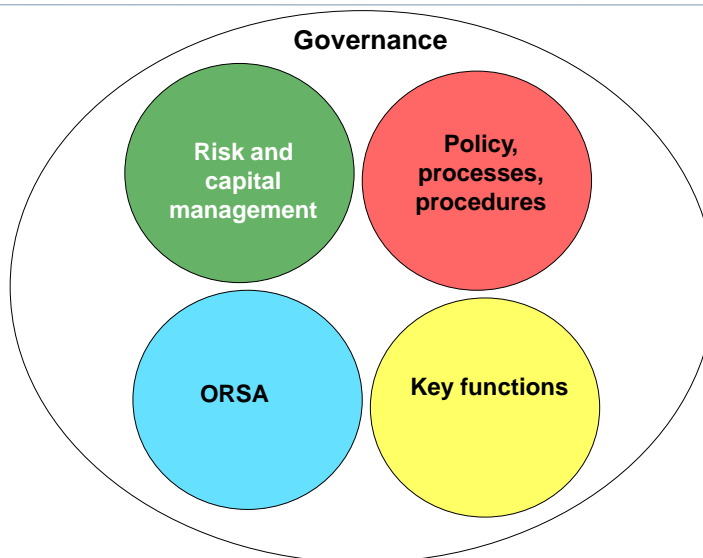 Governance
Risk and
capital
management
Policy,
processes,
procedures
ORSA
Key functions